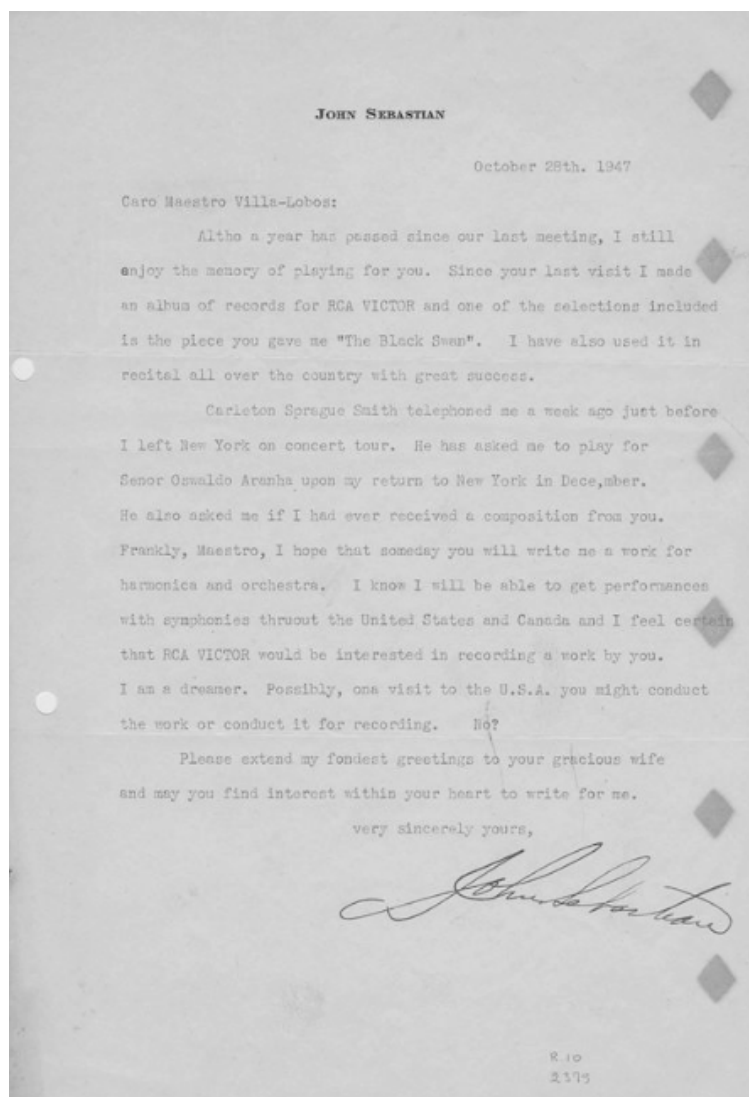 JOHN SEBASTIAN
October 28th. 1947
Caro Maestro Villa-Lobos:
Altho a year has passed since our last meeting, I still
enjoy the memory of playing for you. Since your last visit I made
an album of records for RCA VICTOR and one of the selections included
is the piece you gave me "The Black Swan". I have also used it in
recital all over the country with great success.
Carleton Sprague Smith telephoned me a week ago just before
I left New York on concert tour. He has asked me to play for
Senor Oswaldo Aranha upon my return to New York in Dece,mber.
He also asked me if I had ever received a composition from you.
Frankly, Maestro, I hope that someday you will write me a work for
harmonica and orchestra. I know I will be able to get performances
with symphonies thruout the United States and Canada and I feel certain
that RCA VICTOR would be interested in recording a work by you.
I am a dreamer. Possibly, one visit to the U.S.A. you might conduct
the work or conduct it for recording. No?
Please extend my fondest greetings to your gracious wife
and may you find interest within your heart to write for me.
very sincerely yours,
John Sebastian
R.10
2375